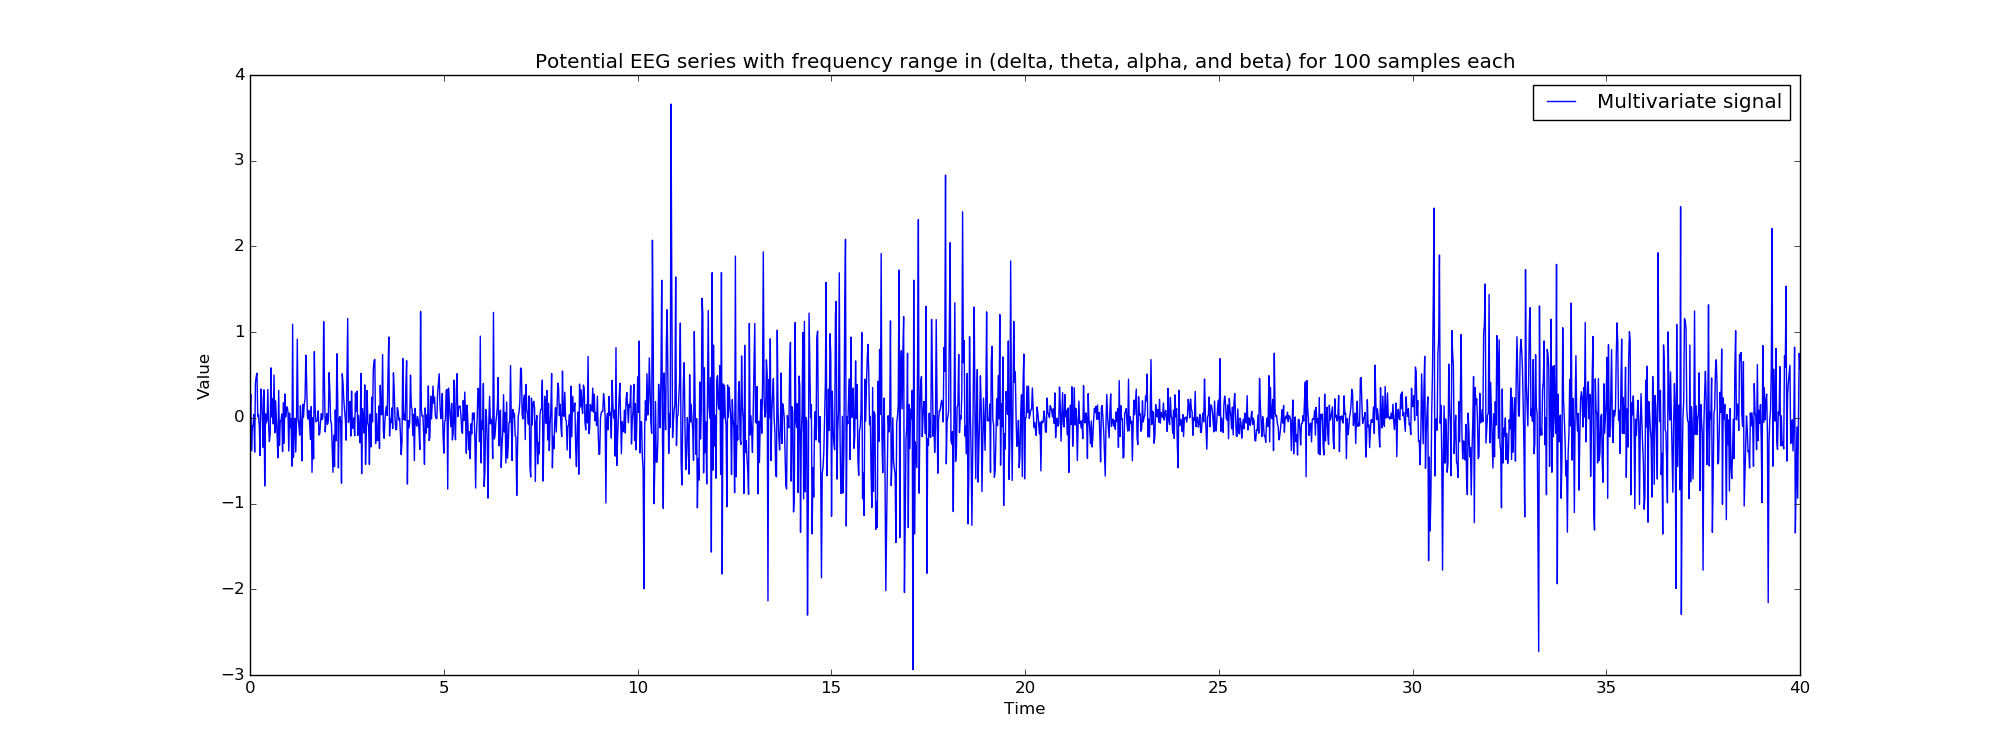 Potential EEG series with frequency range in (delta, theta, alpha, and beta) for 100 samples each
Multivariate signal
4
3
2
1
0
−1
−2
−3
Value
0 5 10 15 20 25 30 35 40
Time